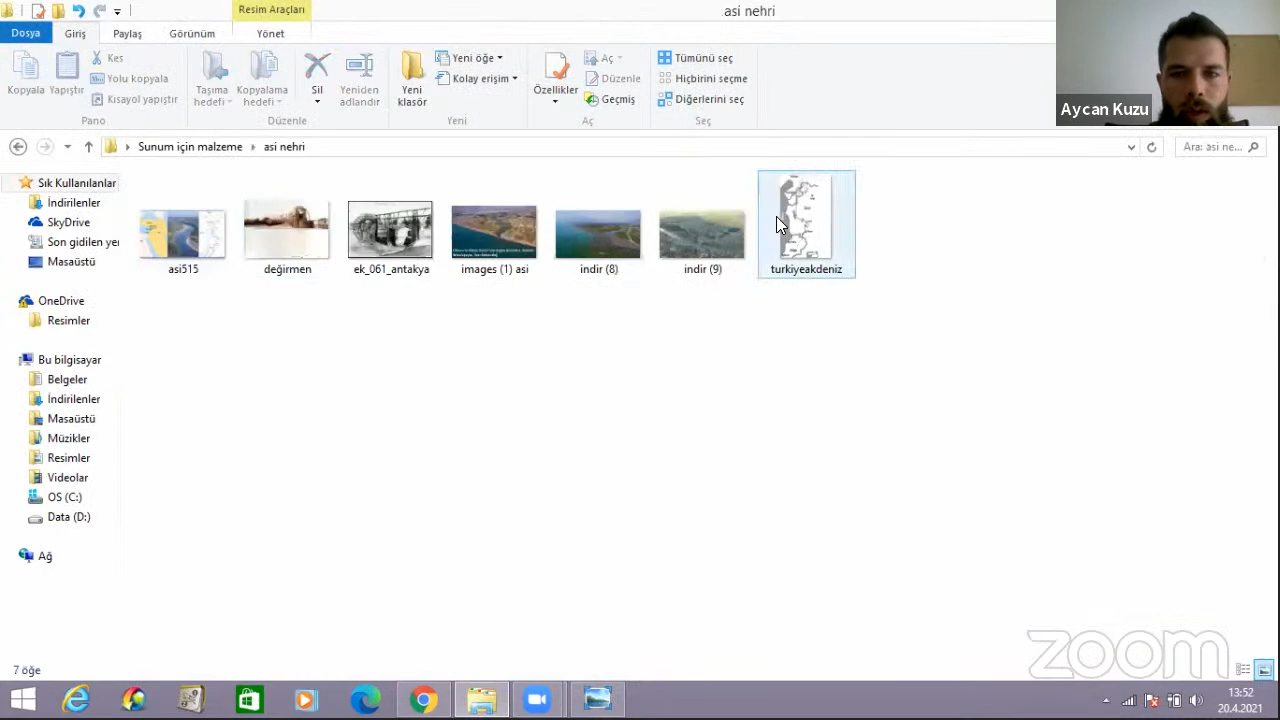 Resim Araçları
asi nehri
Dosya
Giriş
Paylaş
Görünüm
Yönet
Kopyala
Yapıştır
Kes
Yolu kopyala
Kısayol yapıştır
Pano
Taşıma hedefi
Kopyalama hedefi
Sil
Yeniden adlandır
Düzenle
Yeni klasör
Yeni öğe
Kolay erişim
Yeni
Özellikler
Aç
Düzenle
Geçmiş
Aç
Tümünü seç
Hiçbirini seçme
Diğerlerini seç
Seç
Aycan Kuzu
Sunum için malzeme
asi nehri
Ara: asi ne...
Sık Kullanılanlar
İndirilenler
SkyDrive
Son gidilen yer
Masaüstü
OneDrive
Resimler
Bu bilgisayar
Belgeler
İndirilenler
Masaüstü
Müzikler
Resimler
Videolar
OS (C:)
Data (D:)
Ağ
asi515
değirmen
ek_061_antakya
images (1) asi
indir (8)
indir (9)
turkiyeakdeniz
7 öğe
zoom
13:52
20.4.2021